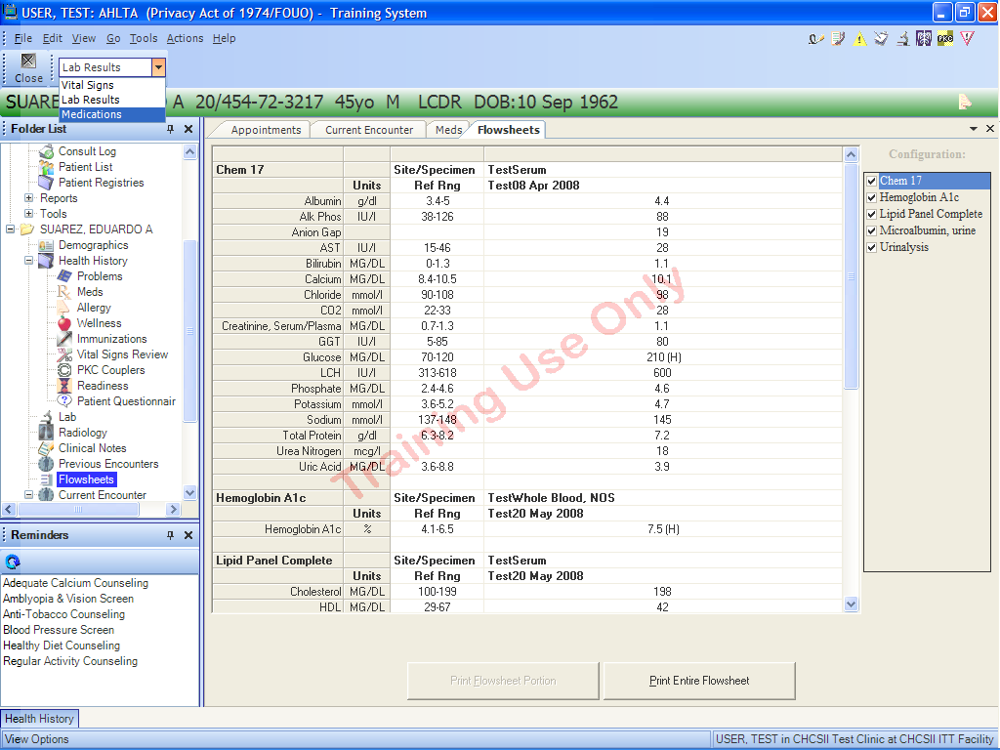 USER, TEST: AHLTA (Privacy Act of 1974/FOUO) - Training System
File Edit View Go Tools Actions Help
Close
Lab Results
Vital Signs
Lab Results
Medications
SUARE A 20/454-72-3217 45yo M LCDR DOB:10 Sep 1962
Folder List
Consult Log
Patient List
Patient Registries
Reports
Tools
SUAREZ, EDUARDO A
Demographics
Health History
Problems
Meds
Allergy
Wellness
Immunizations
Vital Signs Review
PKC Couplers
Readiness
Patient Questionnair
Lab
Radiology
Clinical Notes
Previous Encounters
Flowsheets
Current Encounter
Reminders
Adequate Calcium Counseling
Amblyopia & Vision Screen
Anti-Tobacco Counseling
Blood Pressure Screen
Healthy Diet Counseling
Regular Activity Counseling
Appointments Current Encounter Meds Flowsheets
Chem 17 Site/Specimen TestSerum
Units Ref Rng Test08 Apr 2008
Albumin g/dl 3.4-5 4.4
Alk Phos IU/l 38-126 88
Anion Gap 19
AST IU/l 15-46 28
Bilirubin MG/DL 0-1.3 1.1
Calcium MG/DL 8.4-10.5 10.1
Chloride mmol/l 90-108 98
CO2 mmol/l 22-33 28
Creatinine, Serum/Plasma MG/DL 0.7-1.3 1.1
GGT IU/l 5-85 80
Glucose MG/DL 70-120 210 (H)
LCH IU/l 313-618 600
Phosphate MG/DL 2.4-4.6 4.6
Potassium mmol/l 3.6-5.2 4.7
Sodium mmol/l 137-148 145
Total Protein g/dl 6.3-8.2 7.2
Urea Nitrogen mcg/l 18
Uric Acid MG/DL 3.6-8.8 3.9
Hemoglobin A1c Site/Specimen TestWhole Blood, NOS
Units Ref Rng Test20 May 2008
Hemoglobin A1c % 4.1-6.5 7.5 (H)
Lipid Panel Complete Site/Specimen TestSerum
Units Ref Rng Test20 May 2008
Cholesterol MG/DL 100-199 198
HDL MG/DL 29-67 42
Training Use Only
Configuration:
Chem 17
Hemoglobin A1c
Lipid Panel Complete
Microalbumin, urine
Urinalysis
Print Flowsheet Portion Print Entire Flowsheet
Health History
View Options
USER, TEST in CHCSII Test Clinic at CHCSII ITT Facility